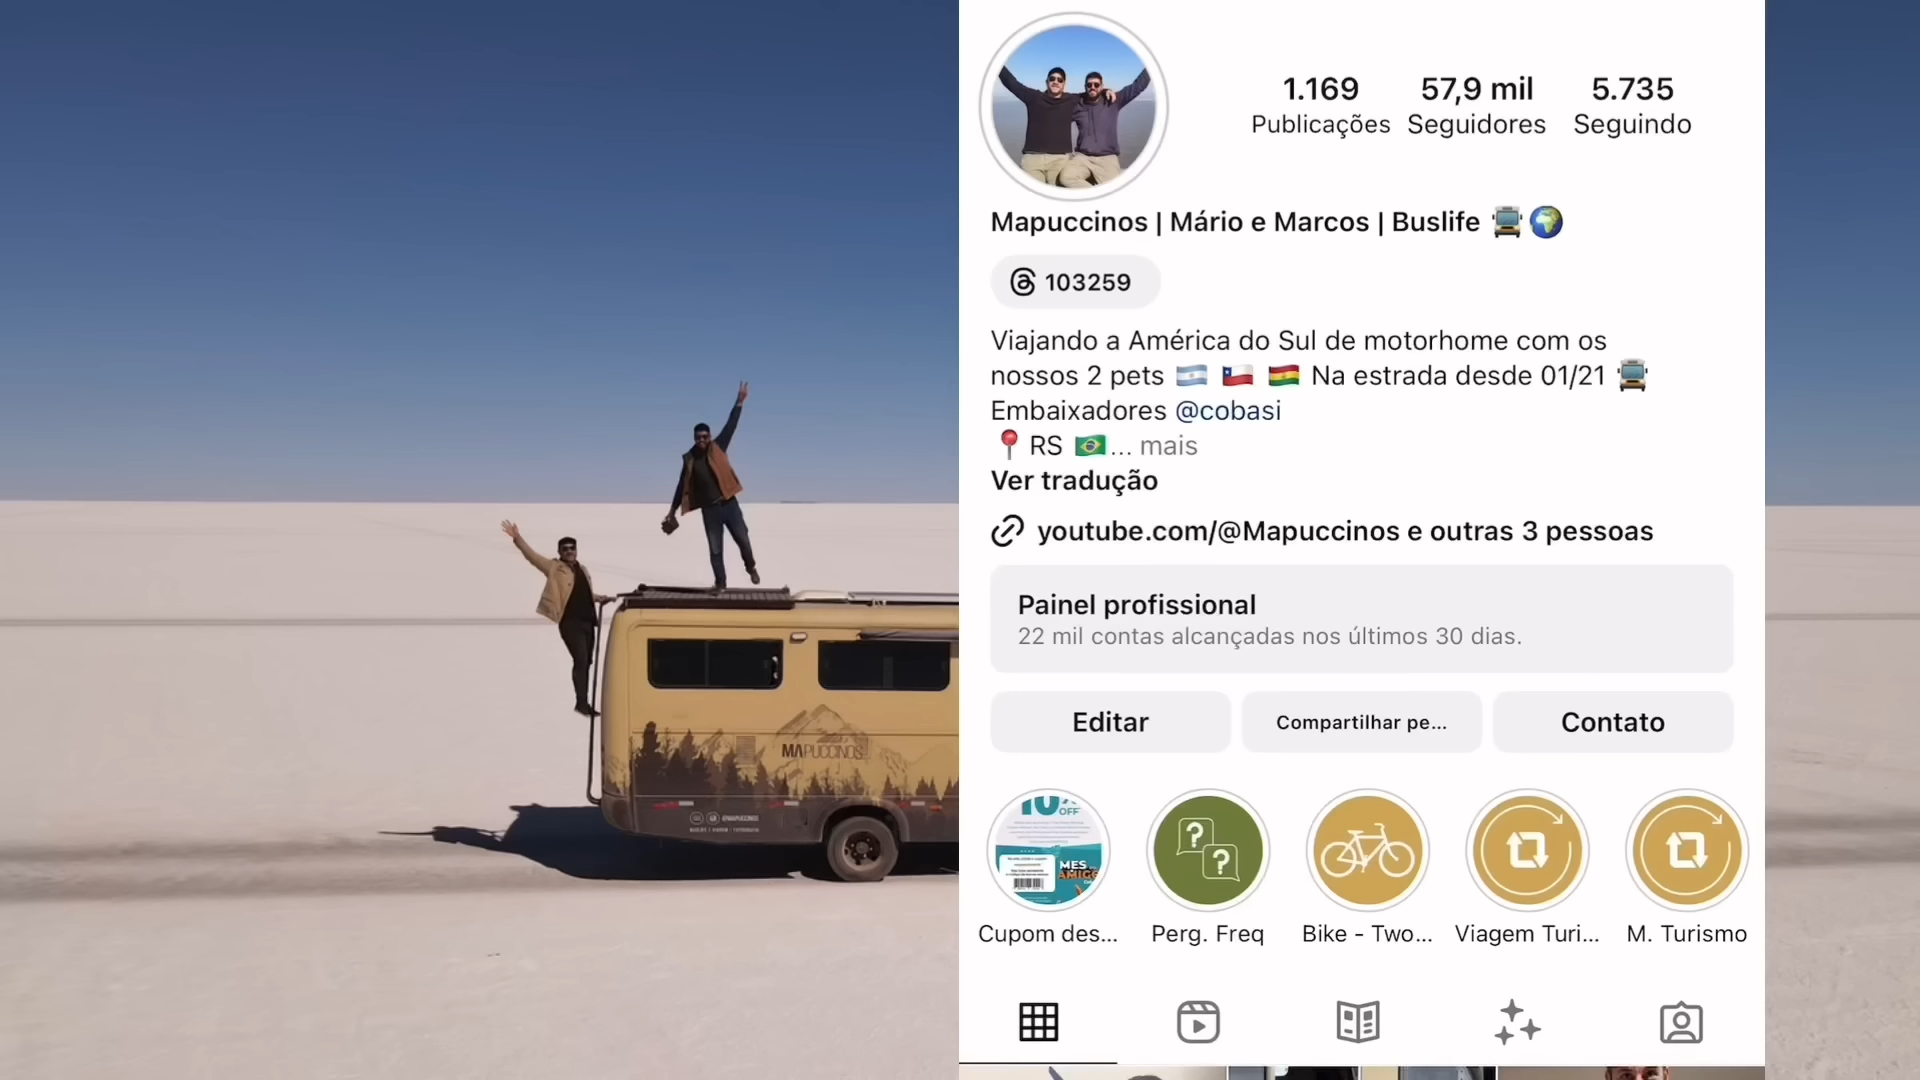 1.169
57,9 mil
5.735
Publicações
Seguidores
Seguindo
Mapuccinos | Mário e Marcos | Buslife
103259
Viajando a América do Sul de motorhome com os
nossos 2 pets 🇦🇷 🇨🇱 🇧🇴 Na estrada desde 01/21 🚍
Embaixadores @cobasi
📍 RS 🇧🇷... mais
Ver tradução
youtube.com/@Mapuccinos e outras 3 pessoas
Painel profissional
22 mil contas alcançadas nos últimos 30 dias.
Editar
Compartilhar pe...
Contato
10%
OFF
MES
AMIGO
? ?
Cupom des...
Perg. Freq
Bike - Two...
Viagem Turi...
M. Turismo
MAPUCCINOS
@MAPUCCINOS